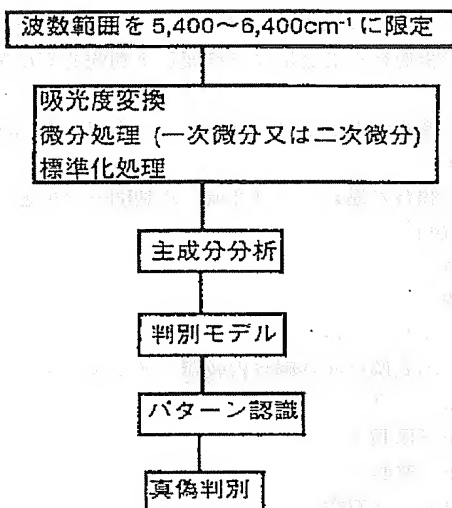 波数範囲を5,400～6,400cm⁻¹に限定
吸光度変換
微分処理 (一次微分又は二次微分)
標準化処理
主成分分析
判別モデル
パターン認識
真偽判別